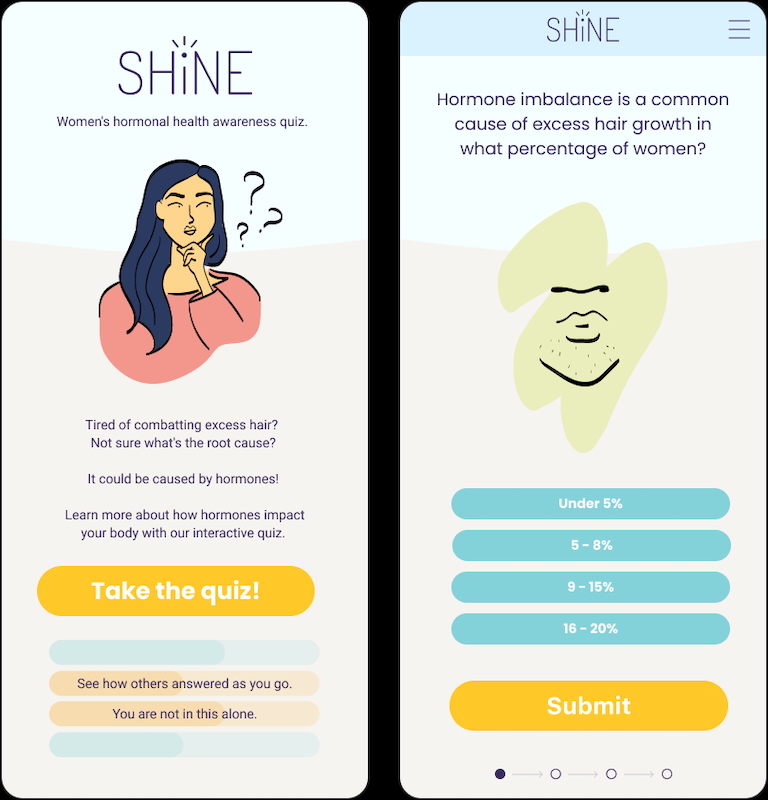 SHiNE
Women's hormonal health awareness quiz.
? ? ?
Tired of combatting excess hair?
Not sure what's the root cause?
It could be caused by hormones!
Learn more about how hormones impact
your body with our interactive quiz.
Take the quiz!
See how others answered as you go.
You are not in this alone.
SHiNE
Hormone imbalance is a common
cause of excess hair growth in
what percentage of women?
Under 5%
5 - 8%
9 - 15%
16 - 20%
Submit